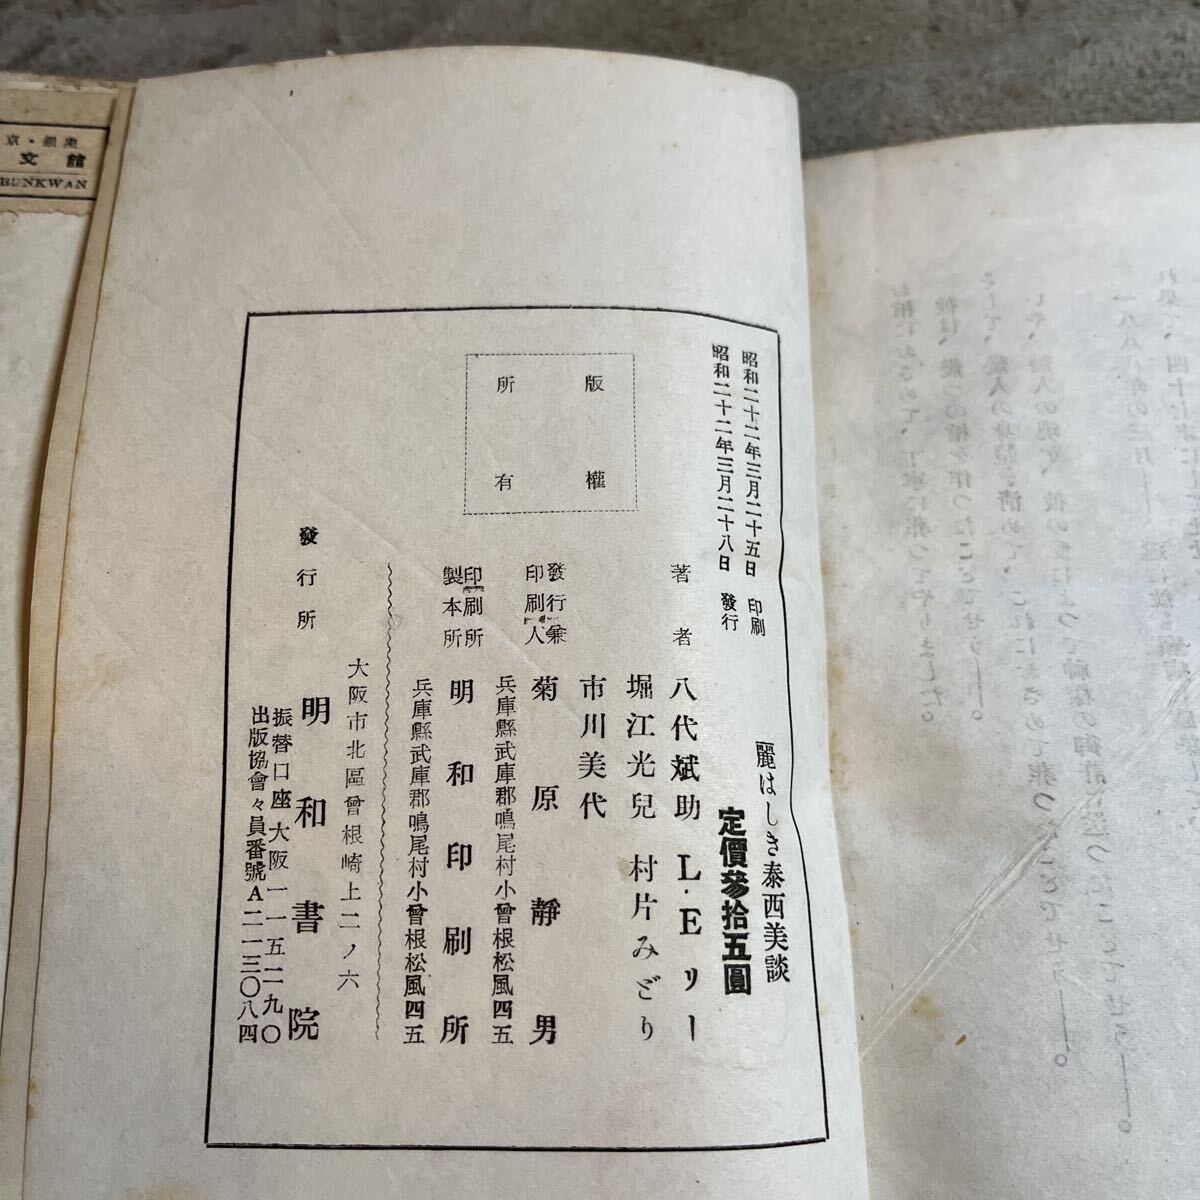 昭和二十二年三月二十五日 印刷
昭和二十二年三月二十八日 發行
麗はしき泰西美談
定價參拾五圓
版權
所有
著者 八代斌助 L・Eリー
堀江光兒 村片みどり
市川美代
發行兼
印刷人 菊原靜男
兵庫縣武庫郡鳴尾村小曾根松風四五
印刷所
製本所 明和印刷所
兵庫縣武庫郡鳴尾村小曾根松風四五
大阪市北區曾根崎上二ノ六
發行所 明和書院
振替口座大阪一一五二九〇
出版協會々員番號A二一三〇八四
京・銀座
文館
BUNKWAN